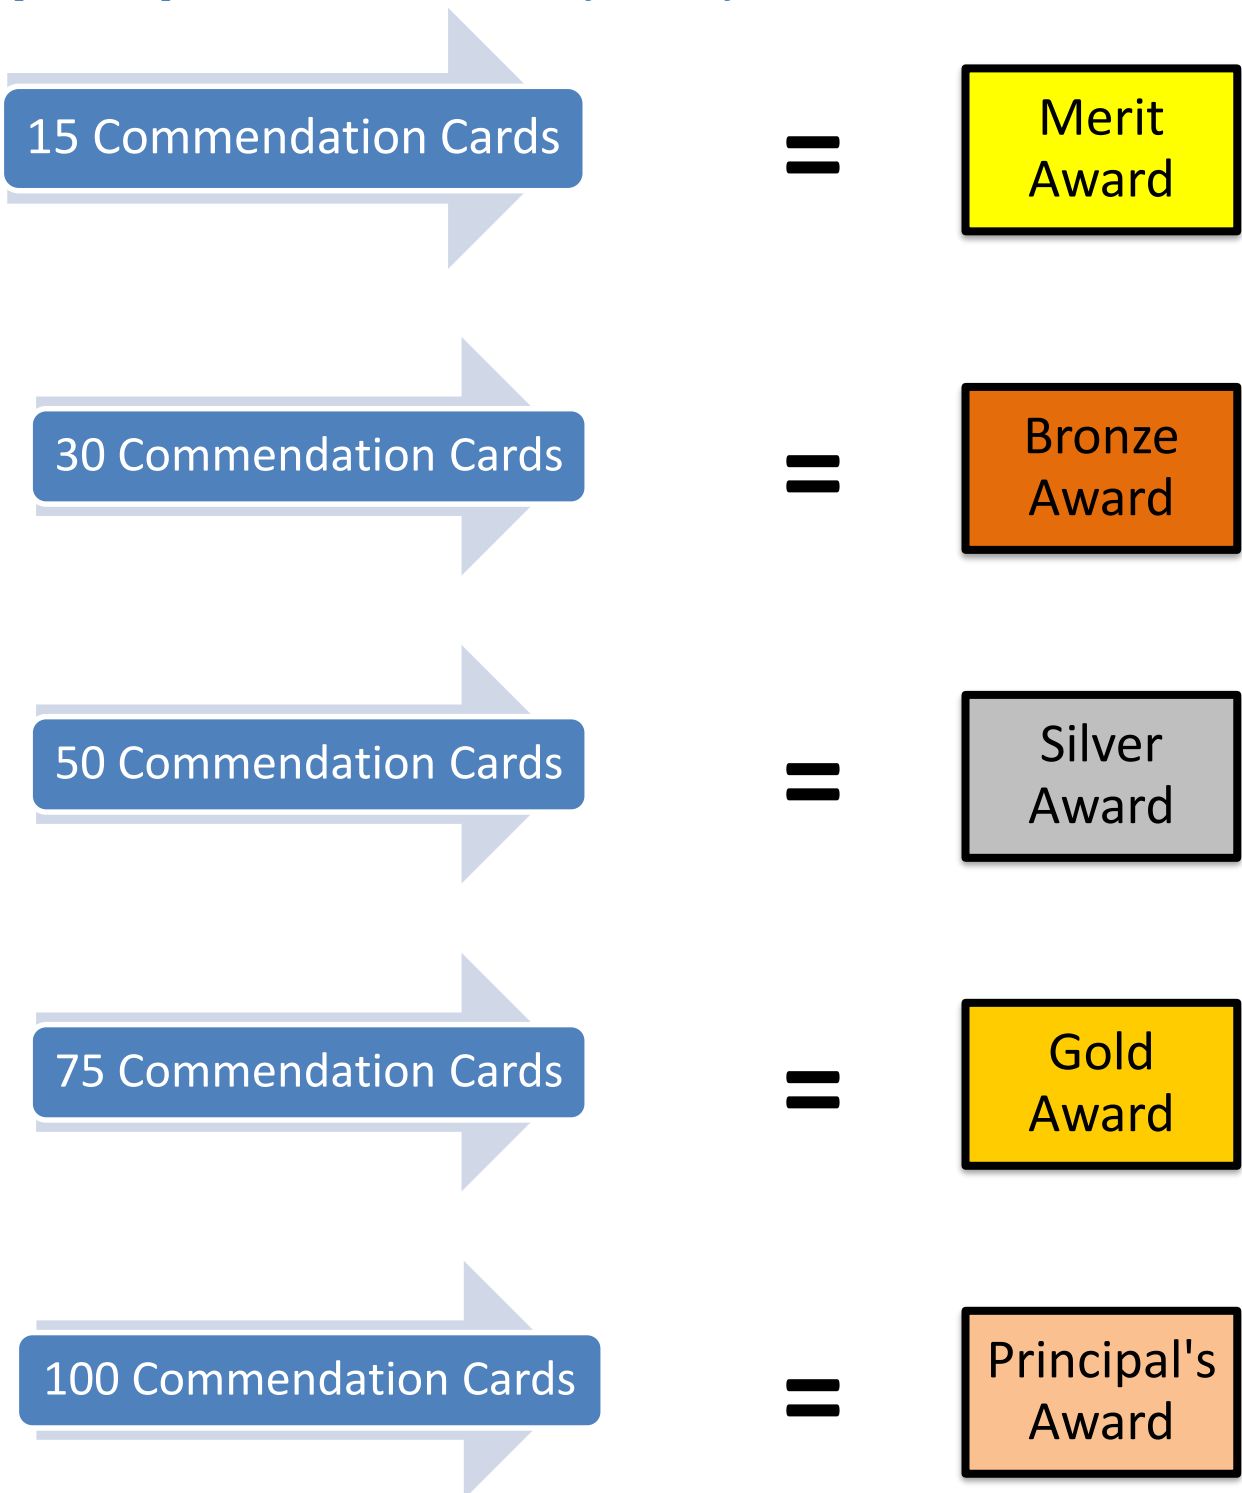 15 Commendation Cards
=
Merit
Award
30 Commendation Cards
=
Bronze
Award
50 Commendation Cards
=
Silver
Award
75 Commendation Cards
=
Gold
Award
100 Commendation Cards
=
Principal's
Award